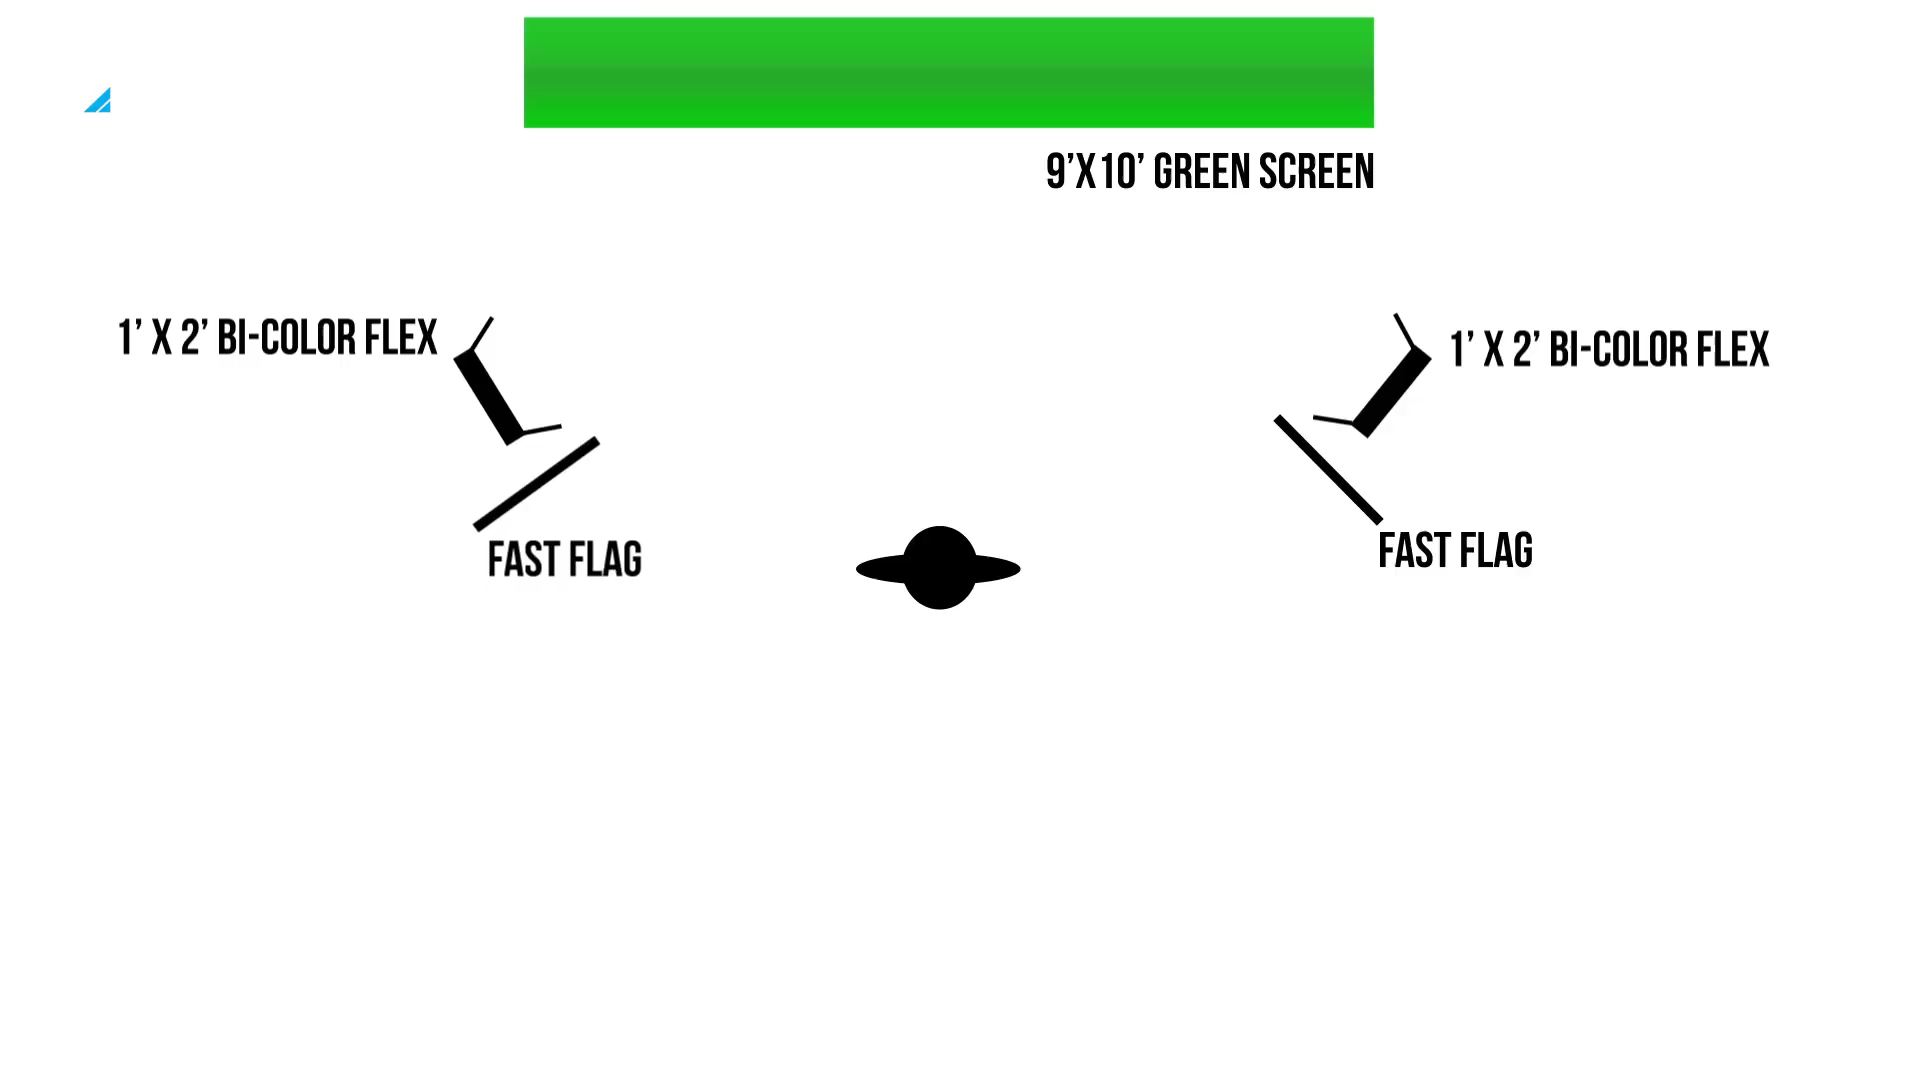 9’X10’ GREEN SCREEN
1’ X 2’ BI-COLOR FLEX
1’ X 2’ BI-COLOR FLEX
FAST FLAG
FAST FLAG